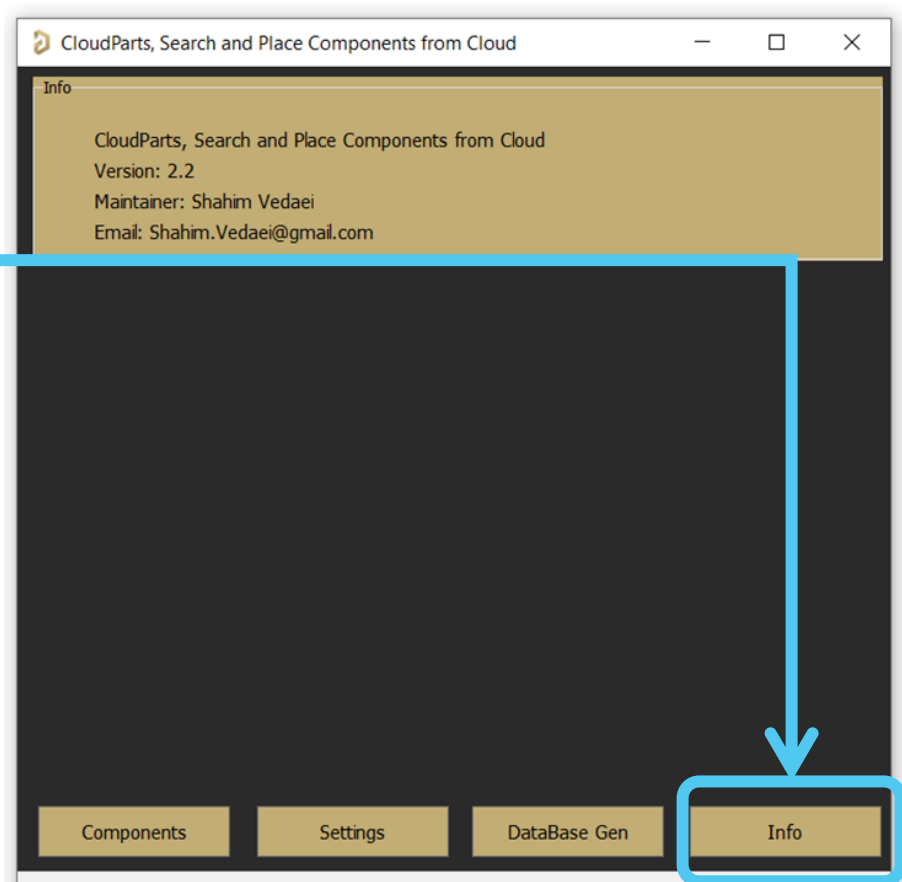 CloudParts, Search and Place Components from Cloud
Info
CloudParts, Search and Place Components from Cloud
Version: 2.2
Maintainer: Shahim Vedaei
Email: Shahim.Vedaei@gmail.com
Components Settings DataBase Gen Info